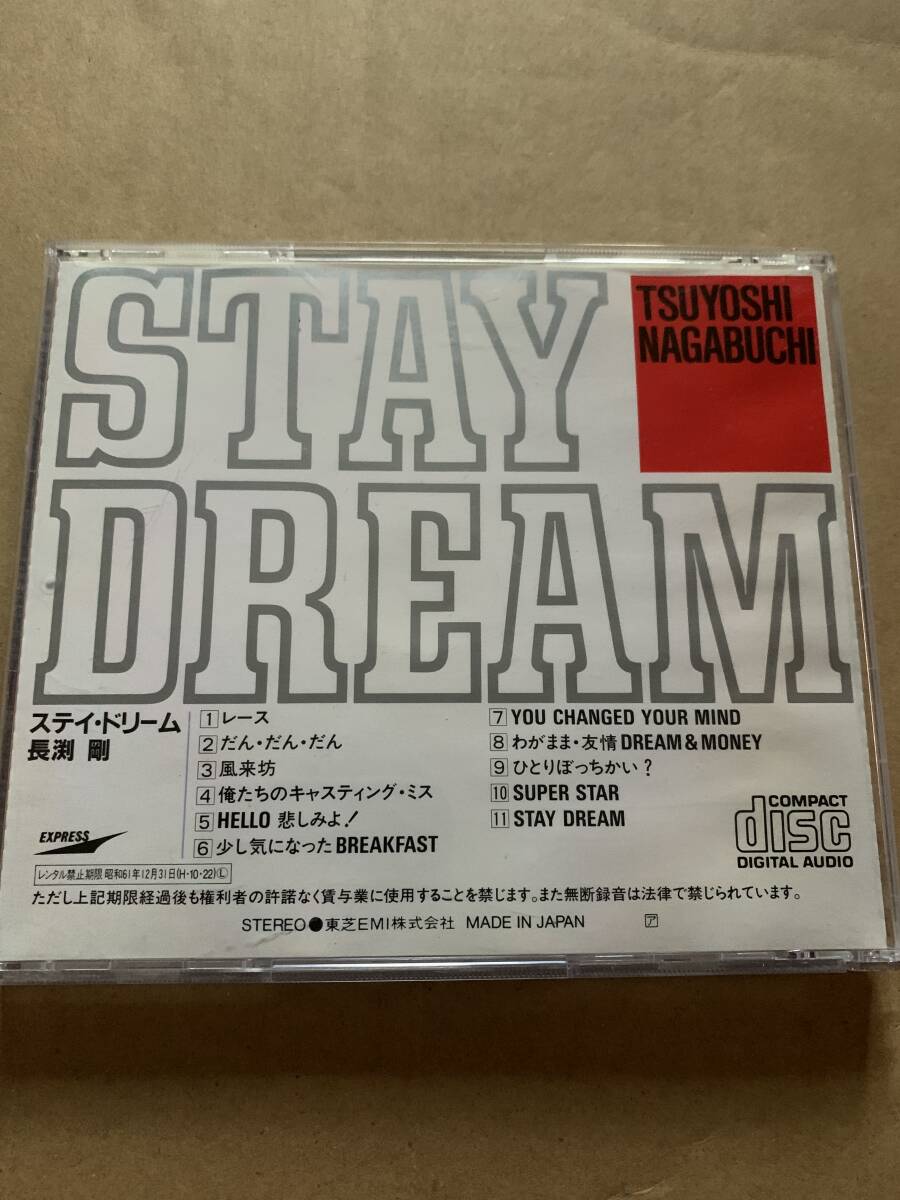 STAY
DREAM
TSUYOSHI
NAGABUCHI
ステイ・ドリーム
長渕 剛
EXPRESS
1 レース
2 だん・だん・だん
3 風来坊
4 俺たちのキャスティング・ミス
5 HELLO 悲しみよ!
6 少し気になった BREAKFAST
7 YOU CHANGED YOUR MIND
8 わがまま・友情 DREAM & MONEY
9 ひとりぼっちかい?
10 SUPER STAR
11 STAY DREAM
COMPACT
disc
DIGITAL AUDIO
レンタル禁止期限 昭和61年12月31日(H・10・22)Ⓛ
ただし上記期限経過後も権利者の許諾なく賃与業に使用することを禁じます。また無断録音は法律で禁じられています。
STEREO●東芝EMI株式会社 MADE IN JAPAN ア